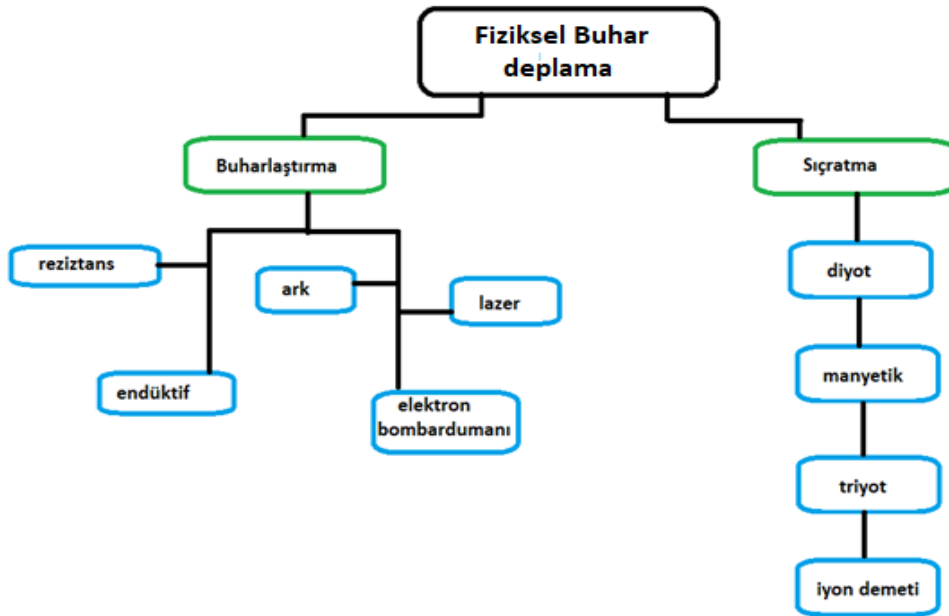 Fiziksel Buhar
deplama
Buharlaştırma
Sıçratma
reziztans
ark
lazer
endüktif
elektron
bombardumanı
diyot
manyetik
triyot
iyon demeti